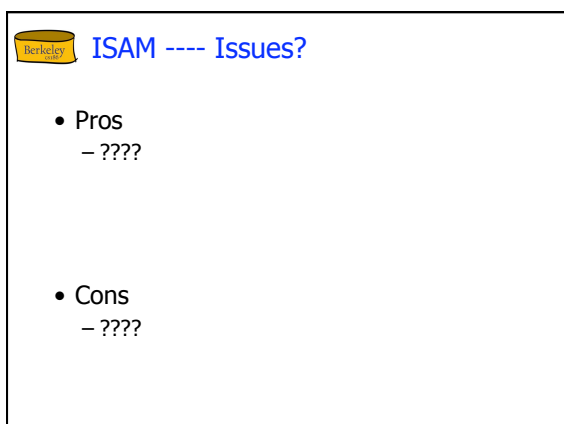 Berkeley
ISAM ---- Issues?
• Pros
– ????
• Cons
– ????